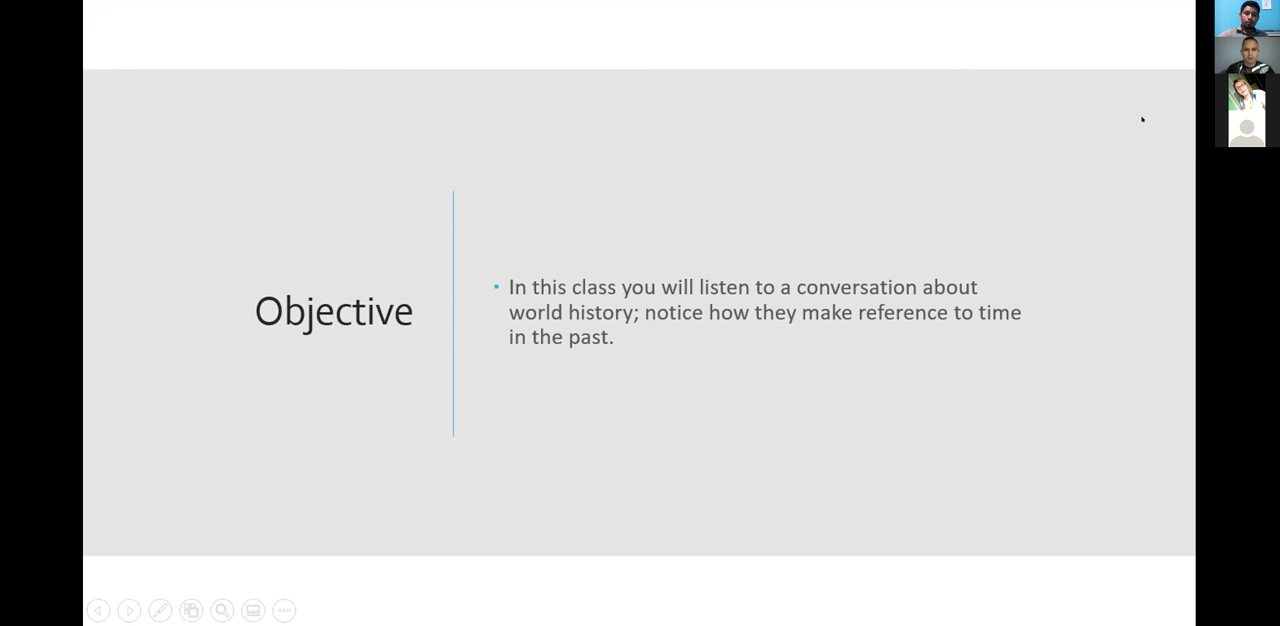 Objective
• In this class you will listen to a conversation about
world history; notice how they make reference to time
in the past.